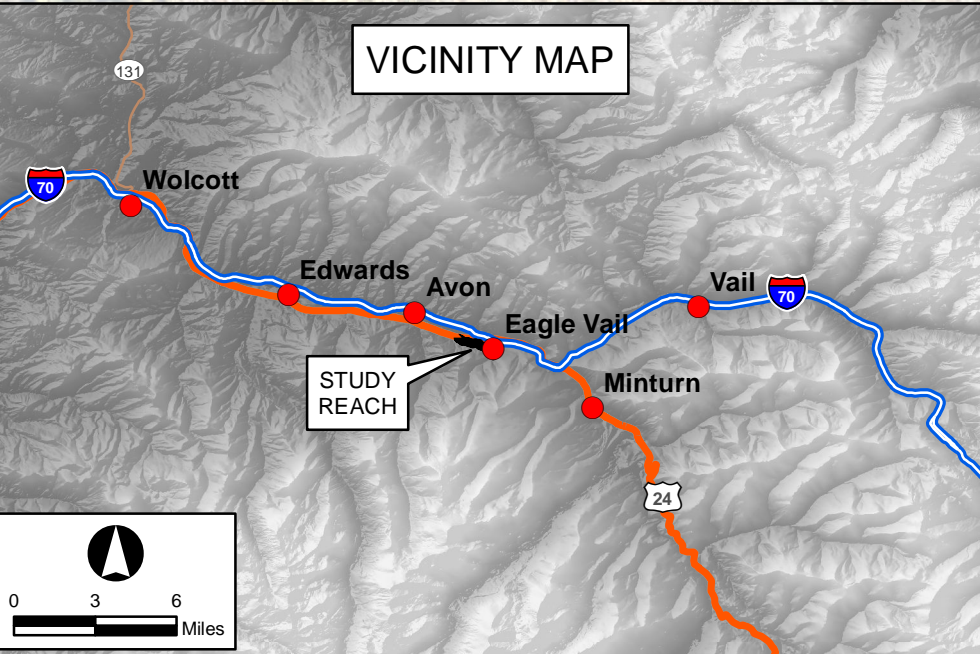 VICINITY MAP
131
70
Wolcott
Edwards
Avon
Vail
70
Eagle Vail
STUDY
REACH
Minturn
24
0 3 6
Miles